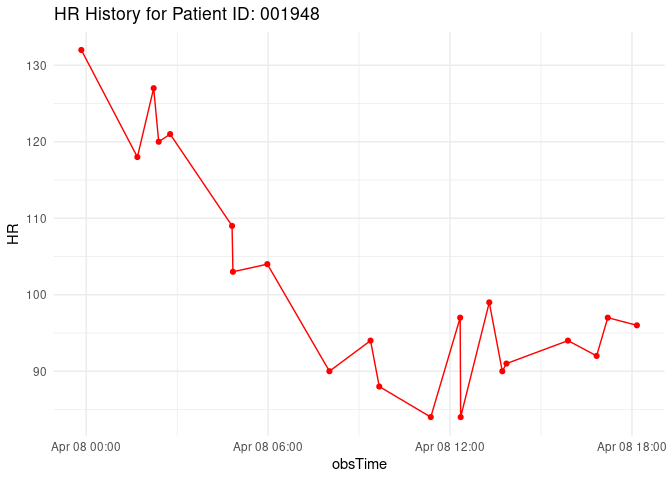 HR History for Patient ID: 001948
130
120
110
100
90
HR
Apr 08 00:00
Apr 08 06:00
Apr 08 12:00
Apr 08 18:00
obsTime